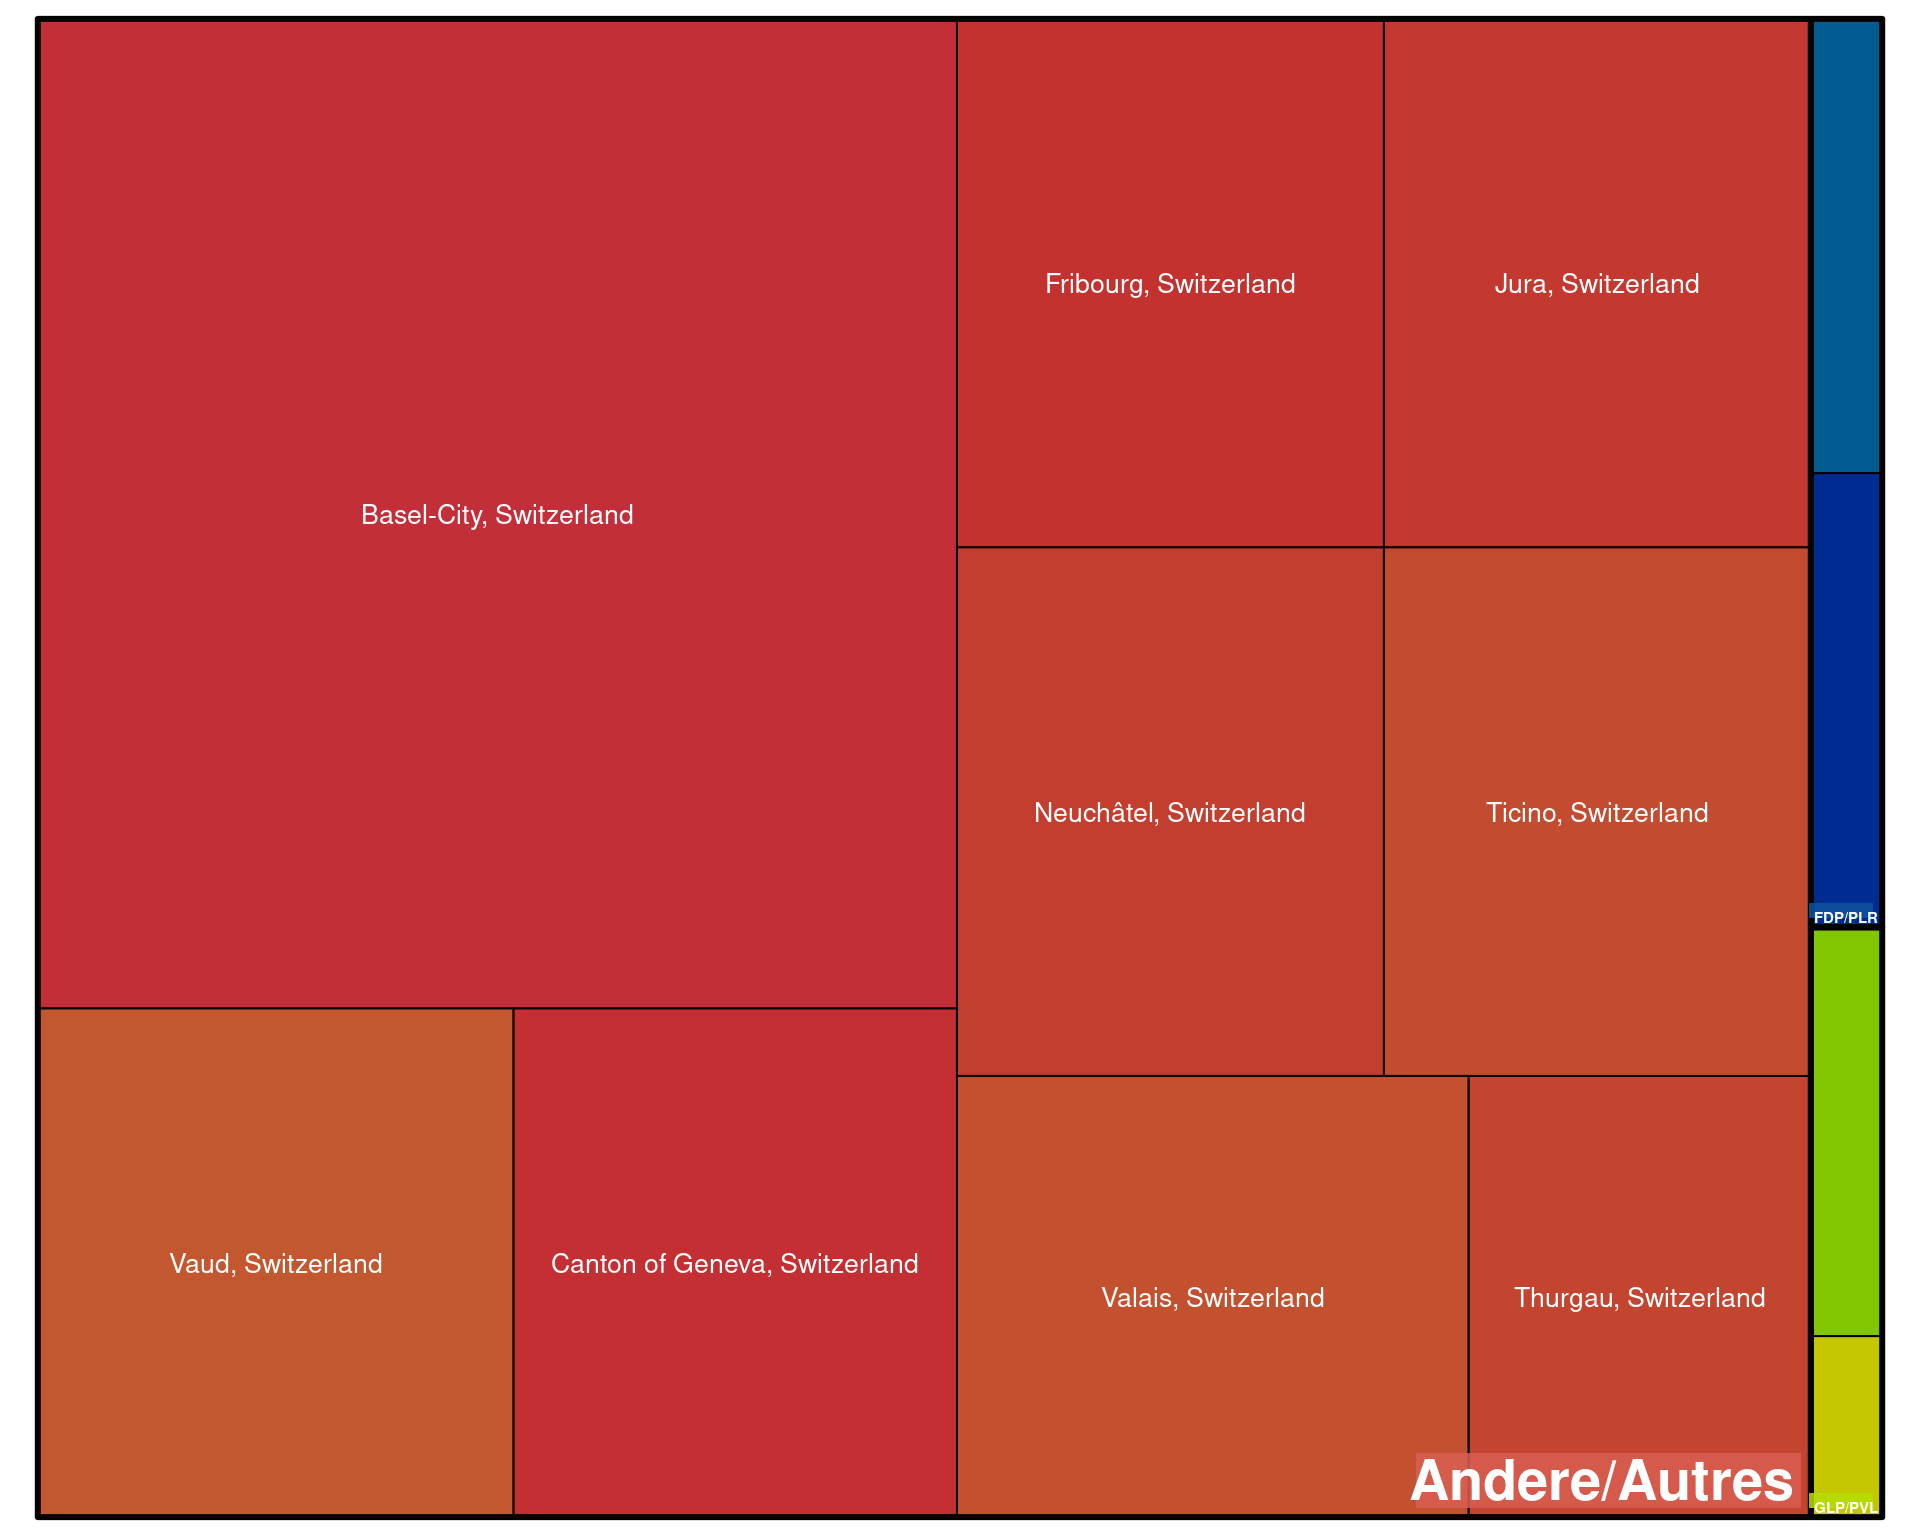 Basel-City, Switzerland
Fribourg, Switzerland
Jura, Switzerland
Neuchâtel, Switzerland
Ticino, Switzerland
FDP/PLR
Vaud, Switzerland
Canton of Geneva, Switzerland
Valais, Switzerland
Thurgau, Switzerland
Andere/Autres
GLP/PVL